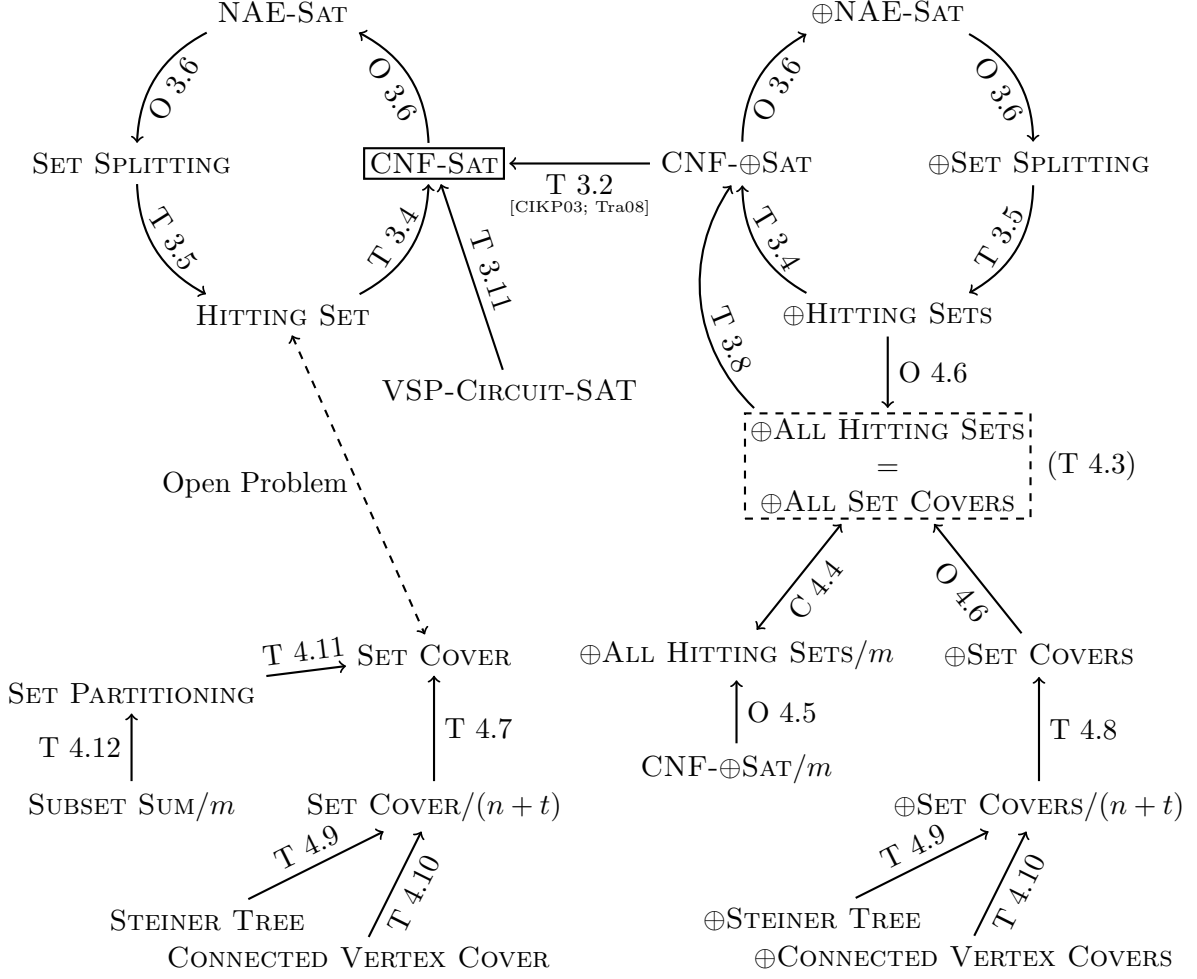 NAE-SAT
⊕NAE-SAT
O 3.6
O 3.6
O 3.6
O 3.6
SET SPLITTING
CNF-SAT
CNF-⊕SAT
⊕SET SPLITTING
T 3.2
[CIKP03; Tra08]
T 3.5
T 3.4
T 3.11
T 3.4
T 3.5
HITTING SET
⊕HITTING SETS
T 3.8
O 4.6
VSP-CIRCUIT-SAT
⊕ALL HITTING SETS
=
⊕ALL SET COVERS
(T 4.3)
Open Problem
C 4.4
O 4.6
T 4.11
SET COVER
⊕ALL HITTING SETS/m
⊕SET COVERS
SET PARTITIONING
T 4.12
T 4.7
O 4.5
T 4.8
CNF-⊕SAT/m
SUBSET SUM/m
SET COVER/(n + t)
⊕SET COVERS/(n + t)
T 4.9
T 4.10
T 4.9
T 4.10
STEINER TREE
⊕STEINER TREE
CONNECTED VERTEX COVER
⊕CONNECTED VERTEX COVERS